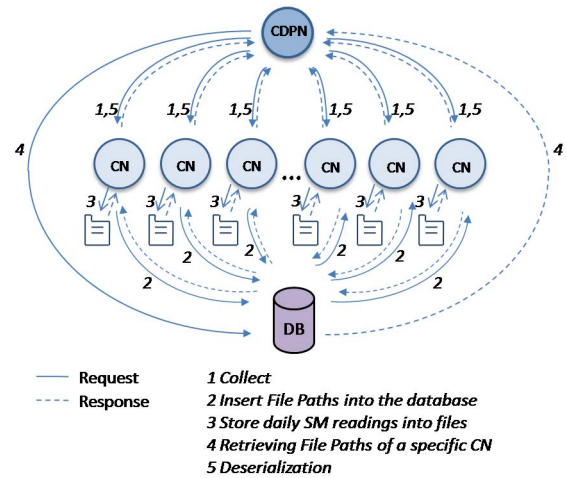 CDPN
1,5 1,5 1,5 1,5 1,5 1,5
4 4
CN CN CN ... CN CN CN
3 3 3 3 3 3
2 2 2 2 2 2
DB
Request
Response
1 Collect
2 Insert File Paths into the database
3 Store daily SM readings into files
4 Retrieving File Paths of a specific CN
5 Deserialization